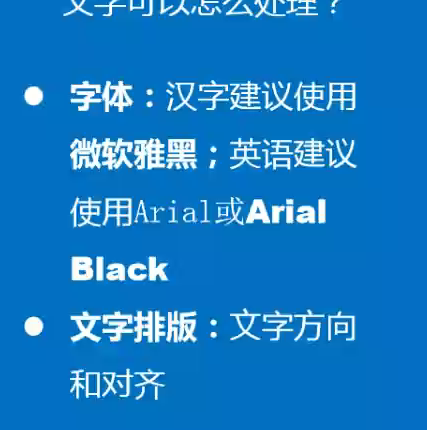 文字可以怎么处理？
● 字体：汉字建议使用
微软雅黑；英语建议
使用Arial或Arial
Black
● 文字排版：文字方向
和对齐